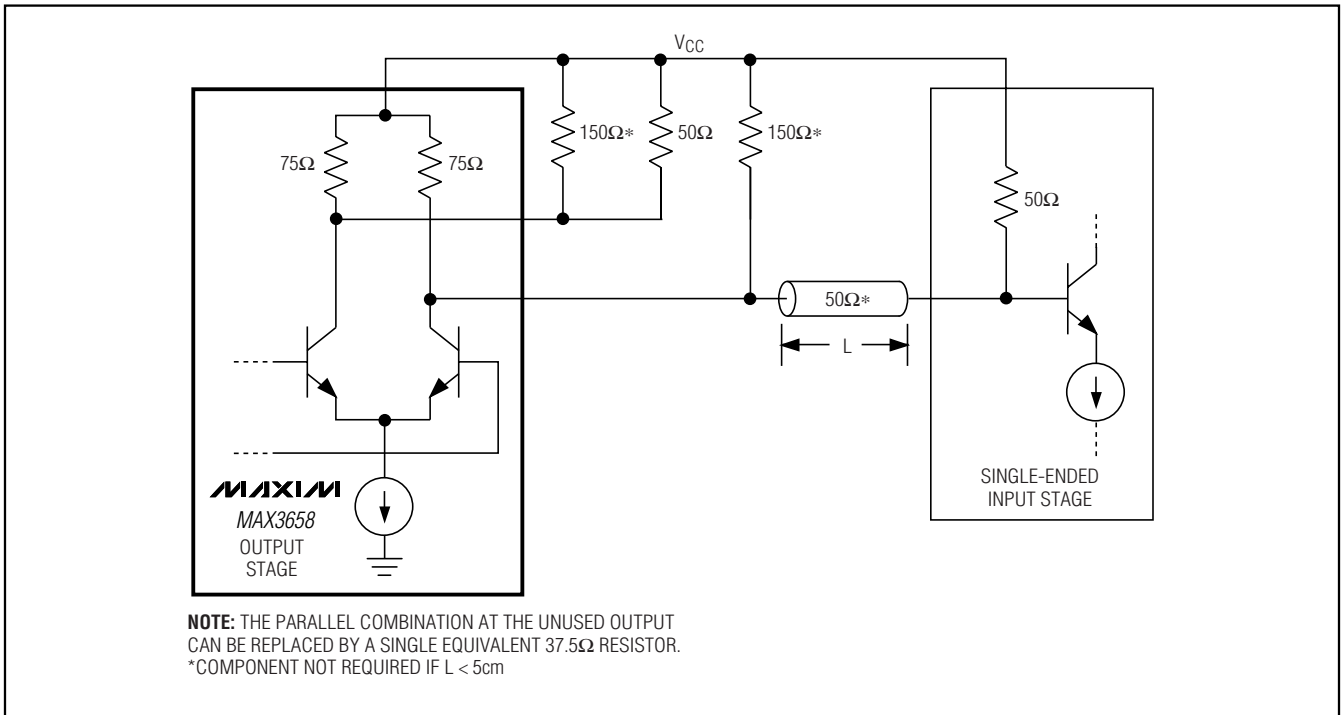 VCC
150Ω*
50Ω
150Ω*
75Ω
75Ω
50Ω
50Ω*
L
MAXIM
MAX3658
OUTPUT
STAGE
SINGLE-ENDED
INPUT STAGE
NOTE: THE PARALLEL COMBINATION AT THE UNUSED OUTPUT
CAN BE REPLACED BY A SINGLE EQUIVALENT 37.5Ω RESISTOR.
*COMPONENT NOT REQUIRED IF L < 5cm